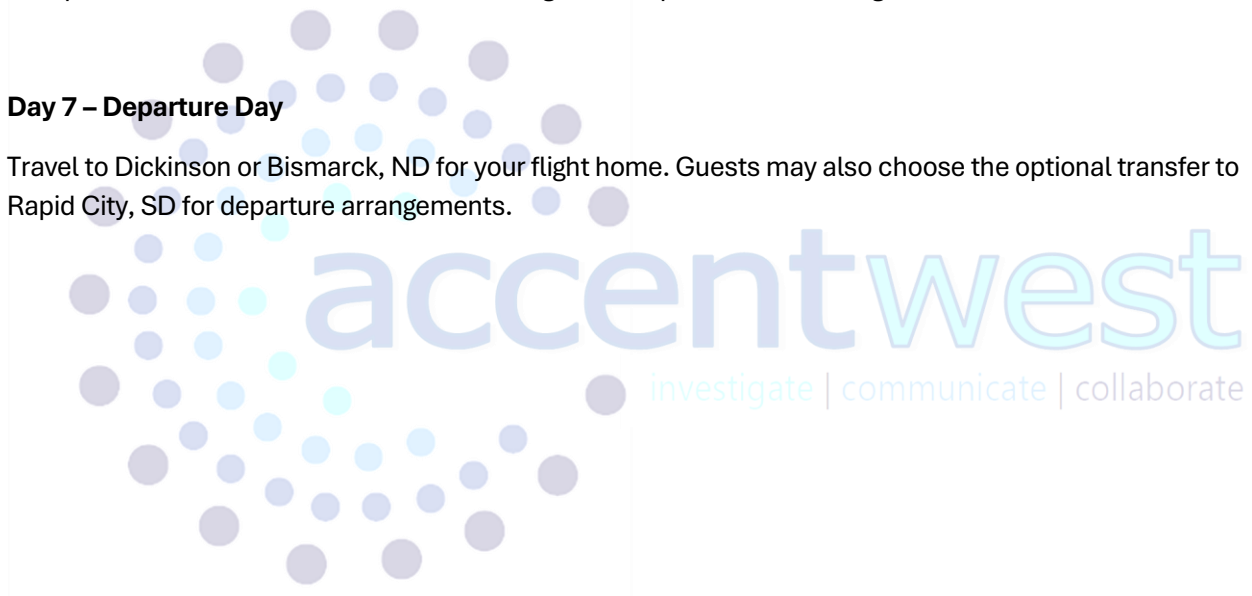 Day 7 – Departure Day
Travel to Dickinson or Bismarck, ND for your flight home. Guests may also choose the optional transfer to
Rapid City, SD for departure arrangements.
accentwest
investigate | communicate | collaborate